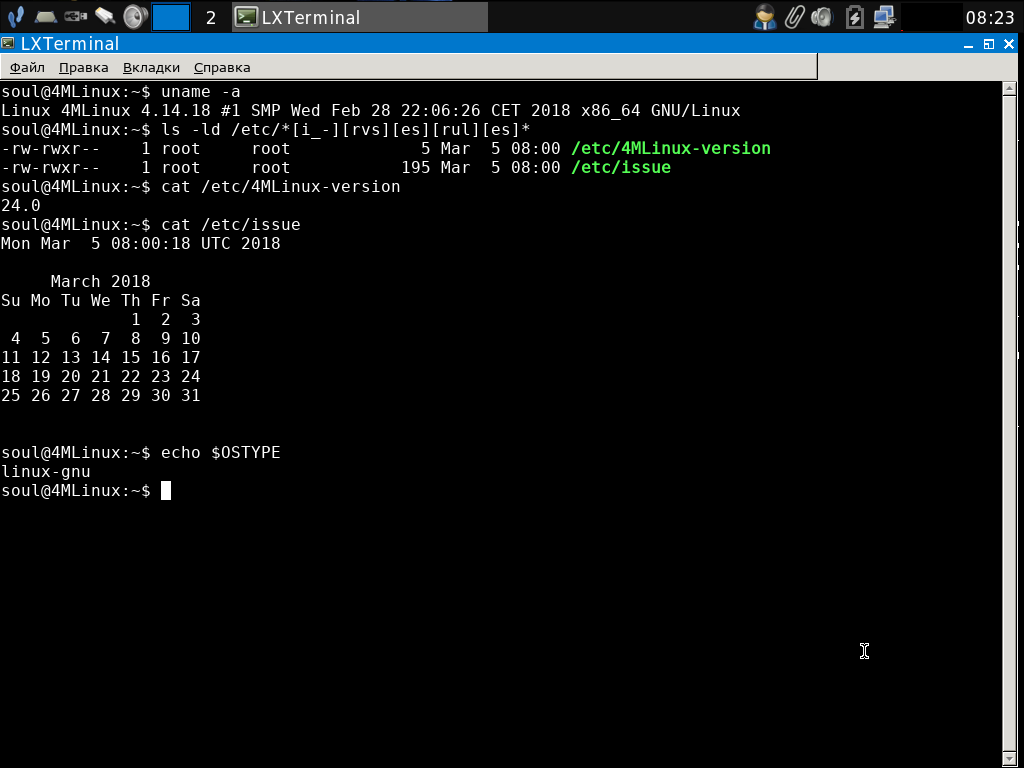 2 LXTerminal 08:23
LXTerminal
Файл Правка Вкладки Справка
soul@4MLinux:~$ uname -a
Linux 4MLinux 4.14.18 #1 SMP Wed Feb 28 22:06:26 CET 2018 x86_64 GNU/Linux
soul@4MLinux:~$ ls -ld /etc/*[i_-][rvs][es][rul][es]*
-rw-rwxr--    1 root     root             5 Mar  5 08:00 /etc/4MLinux-version
-rw-rwxr--    1 root     root           195 Mar  5 08:00 /etc/issue
soul@4MLinux:~$ cat /etc/4MLinux-version
24.0
soul@4MLinux:~$ cat /etc/issue
Mon Mar  5 08:00:18 UTC 2018
     March 2018
Su Mo Tu We Th Fr Sa
             1  2  3
 4  5  6  7  8  9 10
11 12 13 14 15 16 17
18 19 20 21 22 23 24
25 26 27 28 29 30 31
soul@4MLinux:~$ echo $OSTYPE
linux-gnu
soul@4MLinux:~$